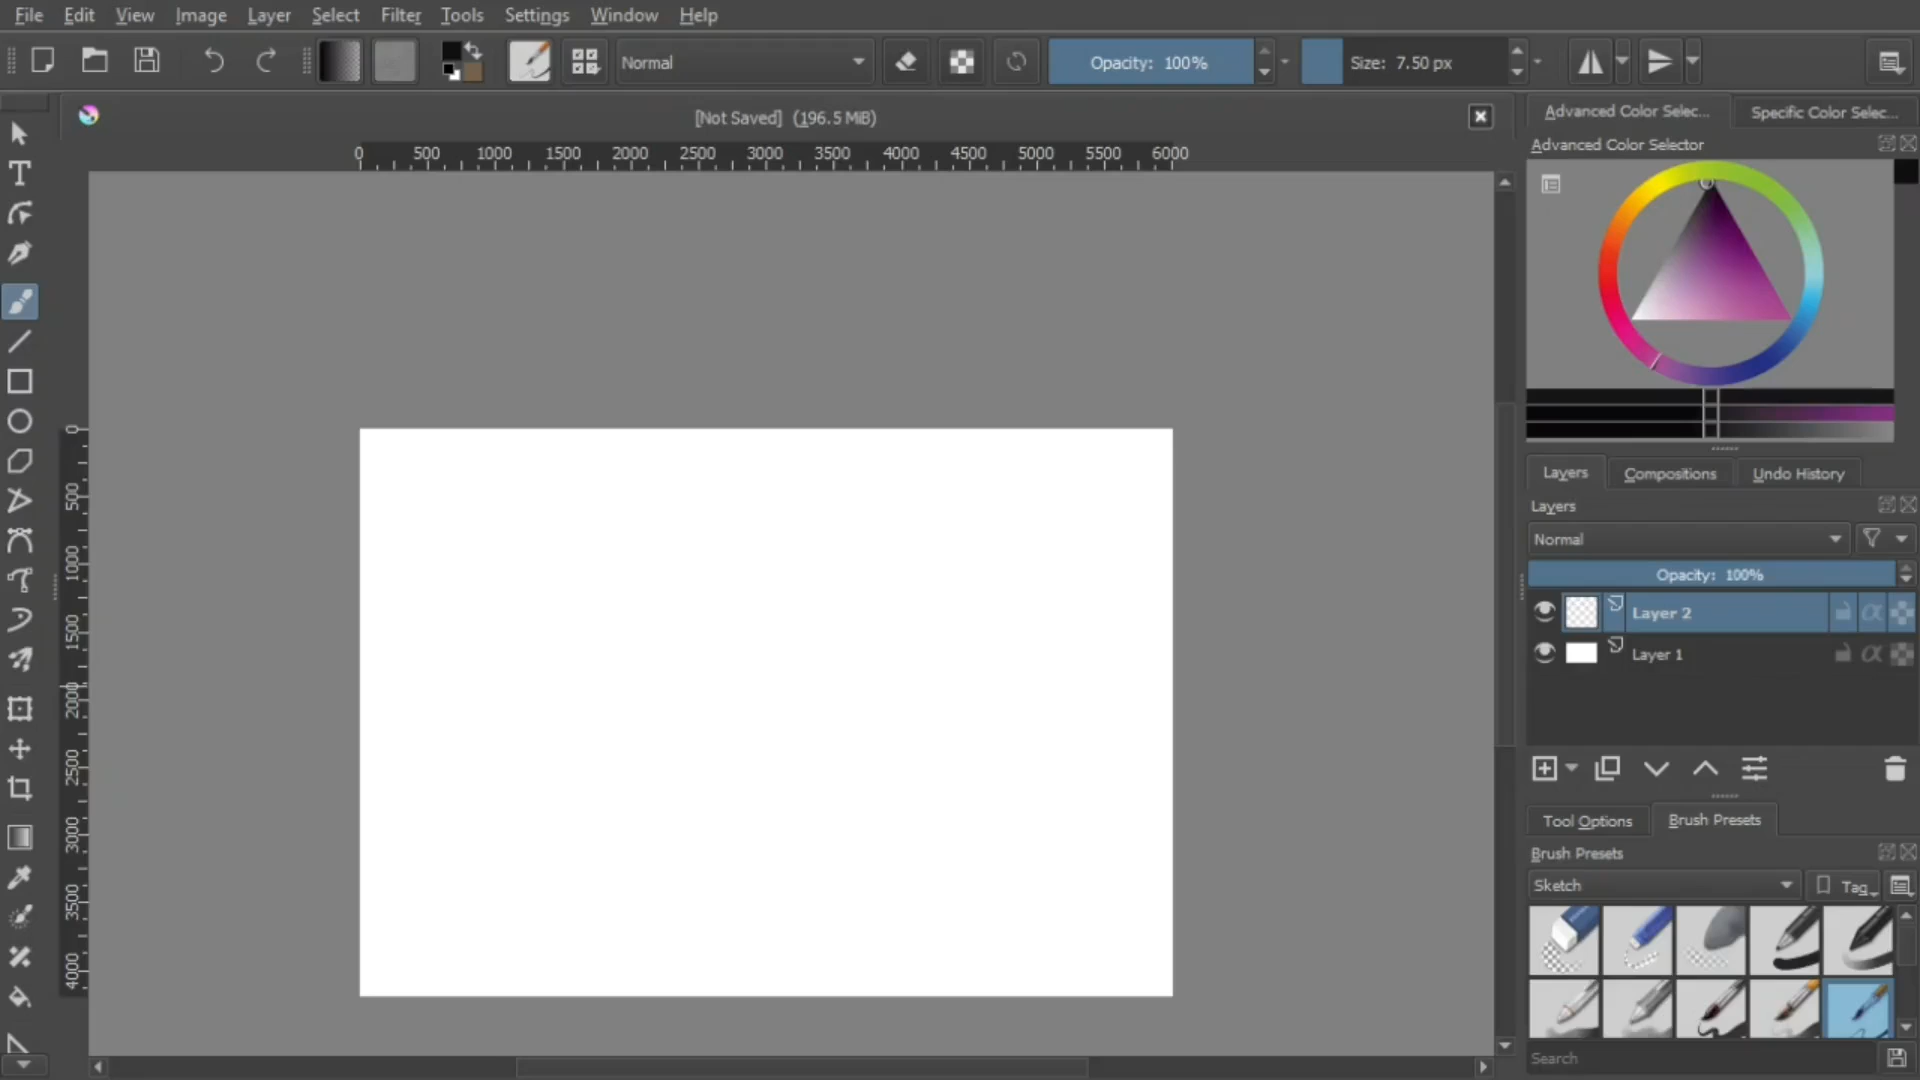 File Edit View Image Layer Select Filter Tools Settings Window Help
Normal Opacity: 100% Size: 7.50 px
[Not Saved] (196.5 MiB)
Advanced Color Selec... Specific Color Selec...
Advanced Color Selector
0 500 1000 1500 2000 2500 3000 3500 4000 4500 5000 5500 6000
0
500
1000
1500
2000
2500
3000
3500
4000
Layers Compositions Undo History
Layers
Normal
Opacity: 100%
Layer 2
Layer 1
Tool Options Brush Presets
Brush Presets
Sketch Tag
Search